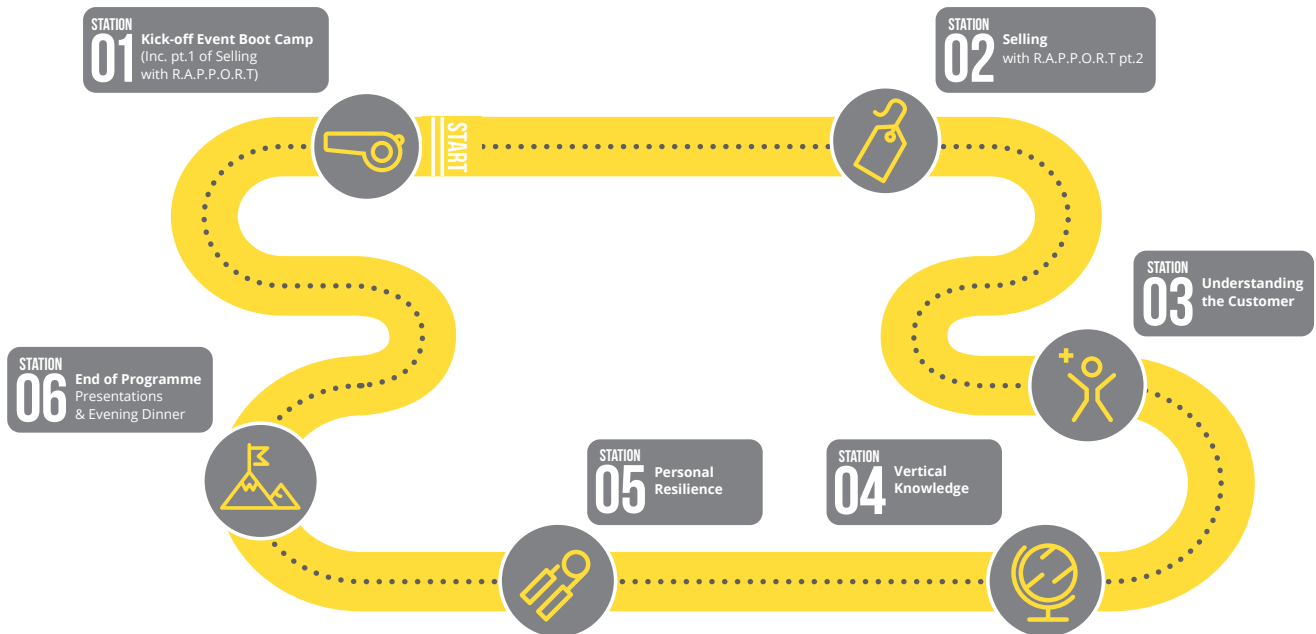 STATION
01
Kick-off Event Boot Camp
(Inc. pt.1 of Selling
with R.A.P.P.O.R.T)
START
STATION
02
Selling
with R.A.P.P.O.R.T pt.2
STATION
03
Understanding
the Customer
STATION
04
Vertical
Knowledge
STATION
05
Personal
Resilience
STATION
06
End of Programme
Presentations
& Evening Dinner